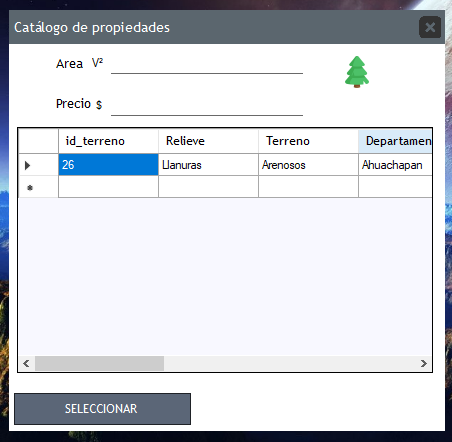 Catálogo de propiedades
Area V²
Precio $
id_terreno Relieve Terreno Departamen
26 Llanuras Arenosos Ahuachapan
SELECCIONAR